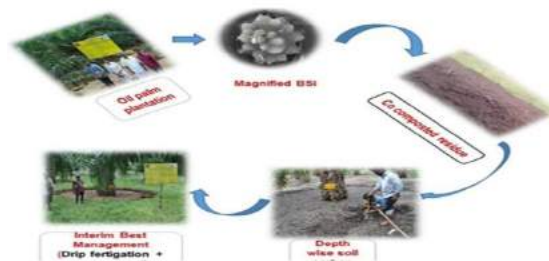 Oil palm
plantation
Magnified BSI
Co composted residue
Depth
wise soil
Interim Best
Management
(Drip fertigation +